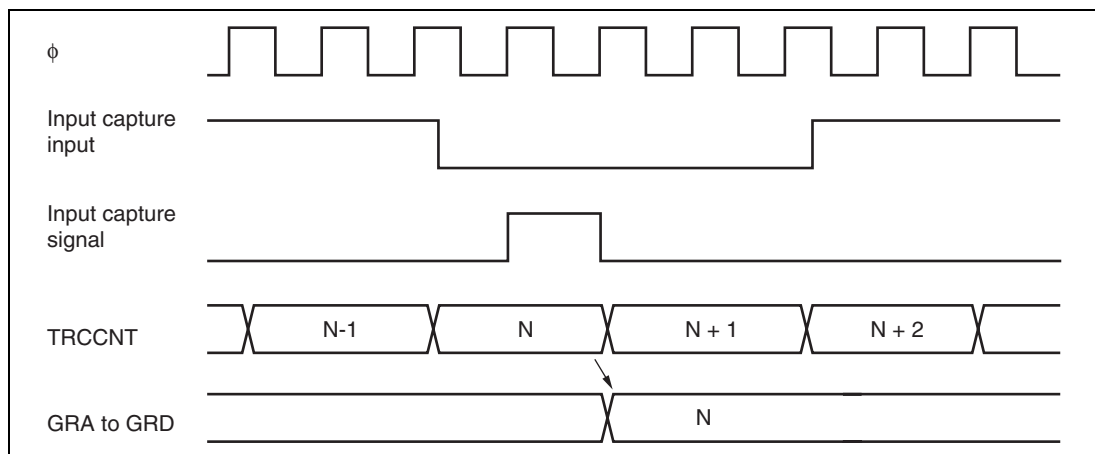 ϕ
Input capture
input
Input capture
signal
TRCCNT
N-1
N
N + 1
N + 2
GRA to GRD
N